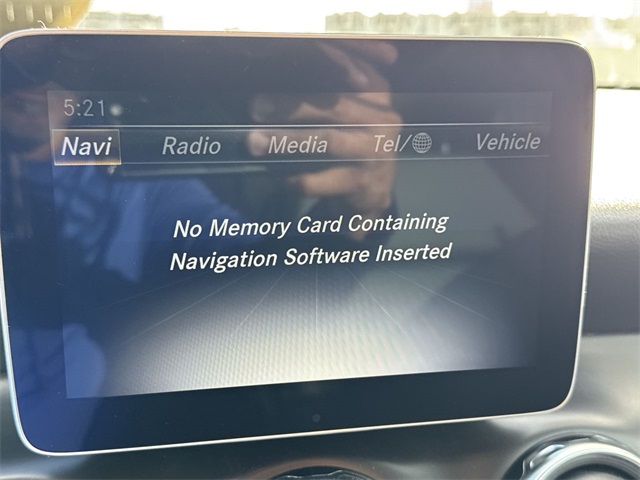 5:21
Navi Radio Media Tel/ Vehicle
No Memory Card Containing
Navigation Software Inserted